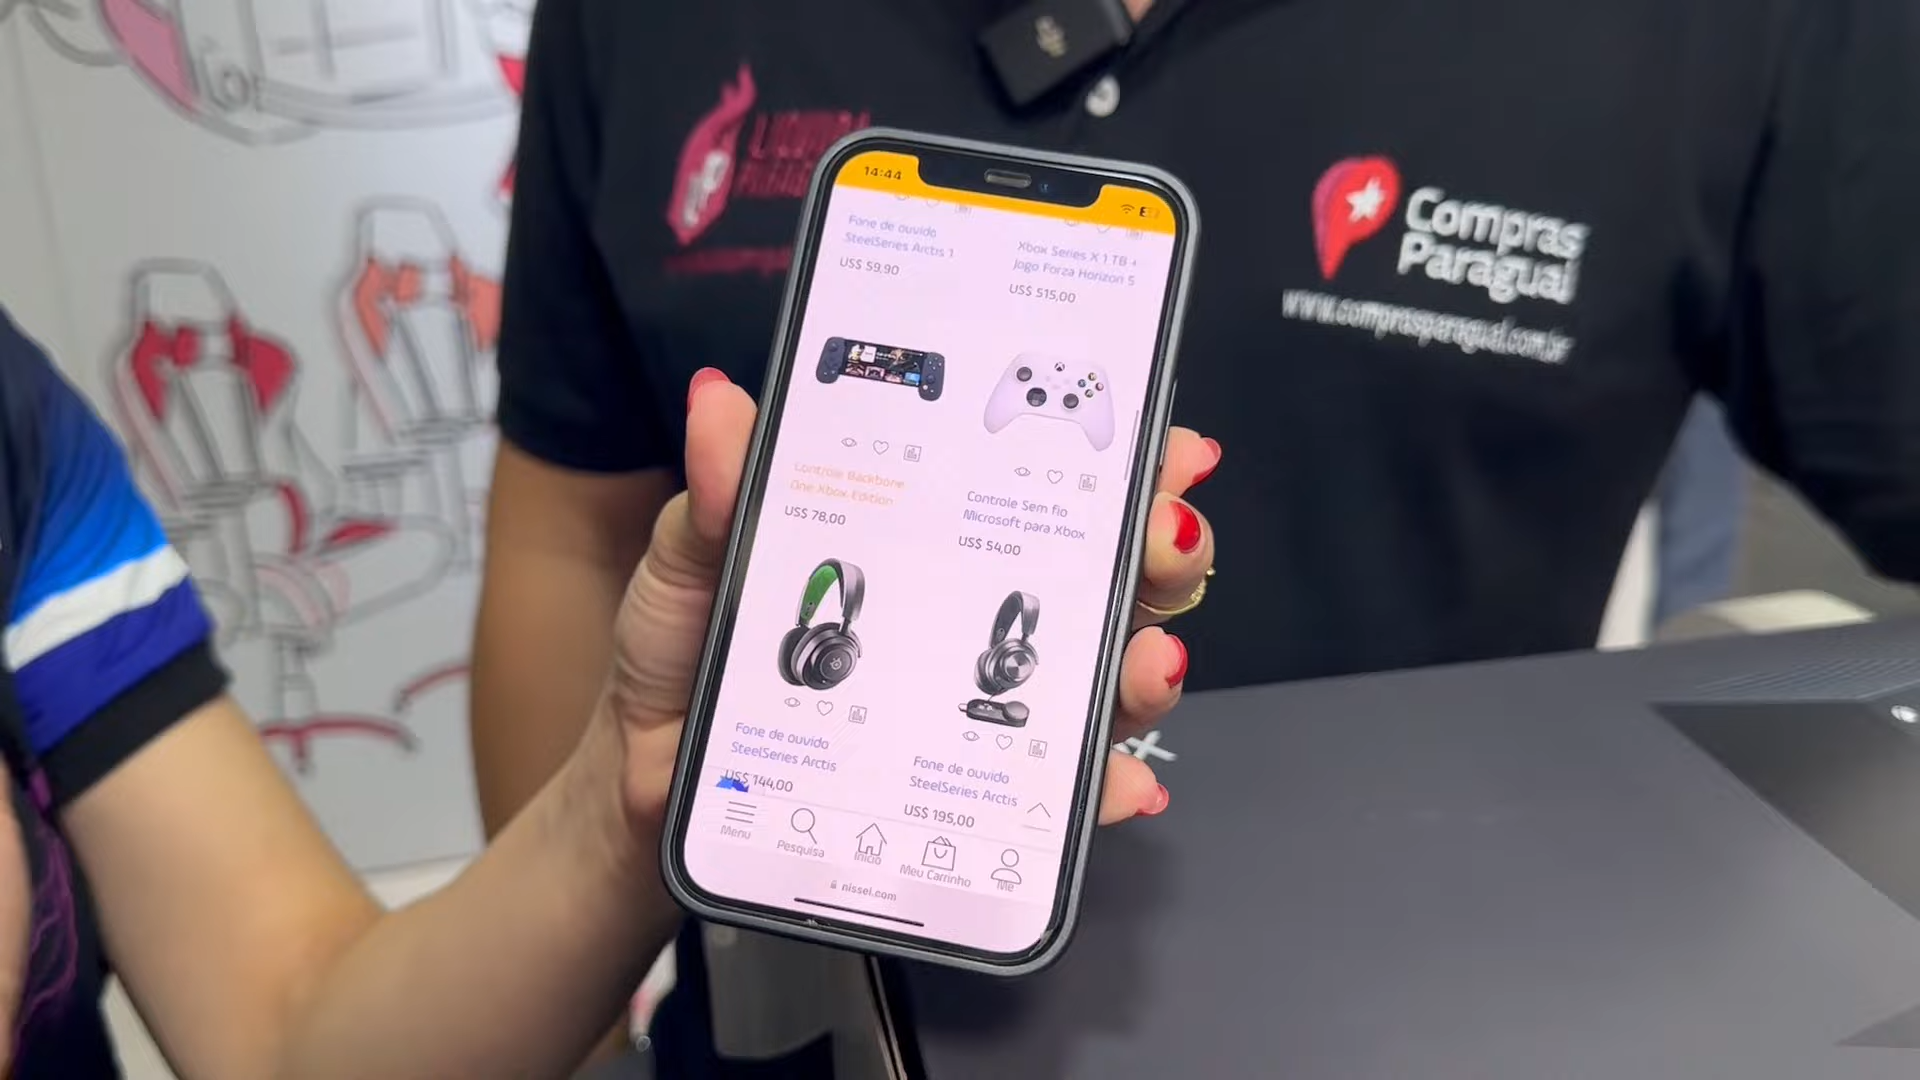 14:44
Fone de ouvido
SteelSeries Arctis 1
US$ 59,90
Xbox Series X 1 TB +
Jogo Forza Horizon 5
US$ 515,00
Controle Backbone
One Xbox Edition
US$ 78,00
Controle Sem fio
Microsoft para Xbox
US$ 54,00
Fone de ouvido
SteelSeries Arctis
US$ 144,00
Fone de ouvido
SteelSeries Arctis
US$ 195,00
Menu
Pesquisa
Início
Meu Carrinho
Me
nissei.com
Compras
Paraguai
www.comprasparaguai.com.br